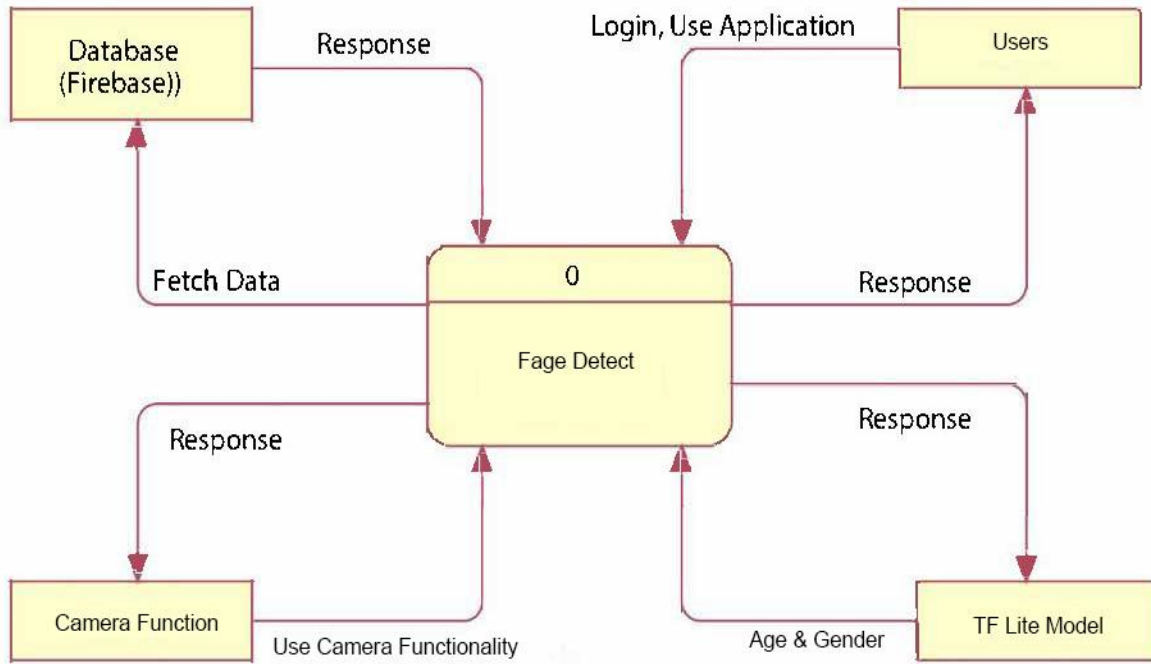 Database
(Firebase))
Response
Login, Use Application
Users
Fetch Data
0
Response
Fage Detect
Response
Response
Camera Function
Use Camera Functionality
Age & Gender
TF Lite Model